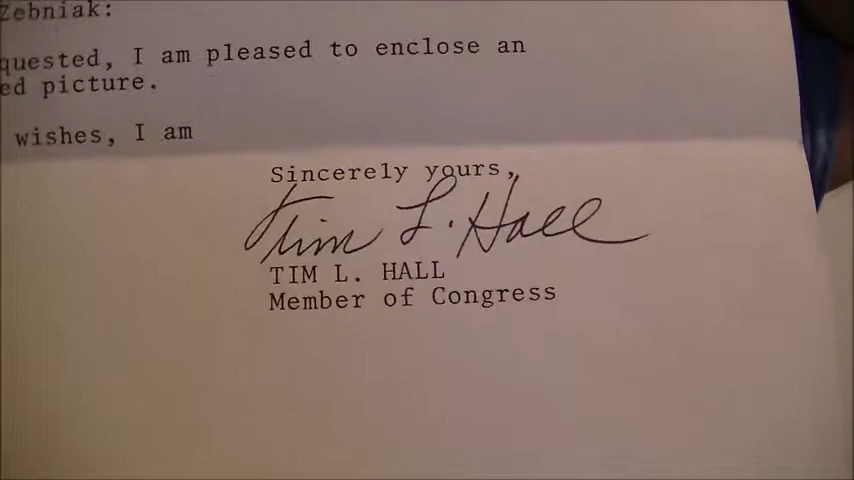 Zebniak:
quested, I am pleased to enclose an
ed picture.
wishes, I am
Sincerely yours,
Tim L. Hall
TIM L. HALL
Member of Congress